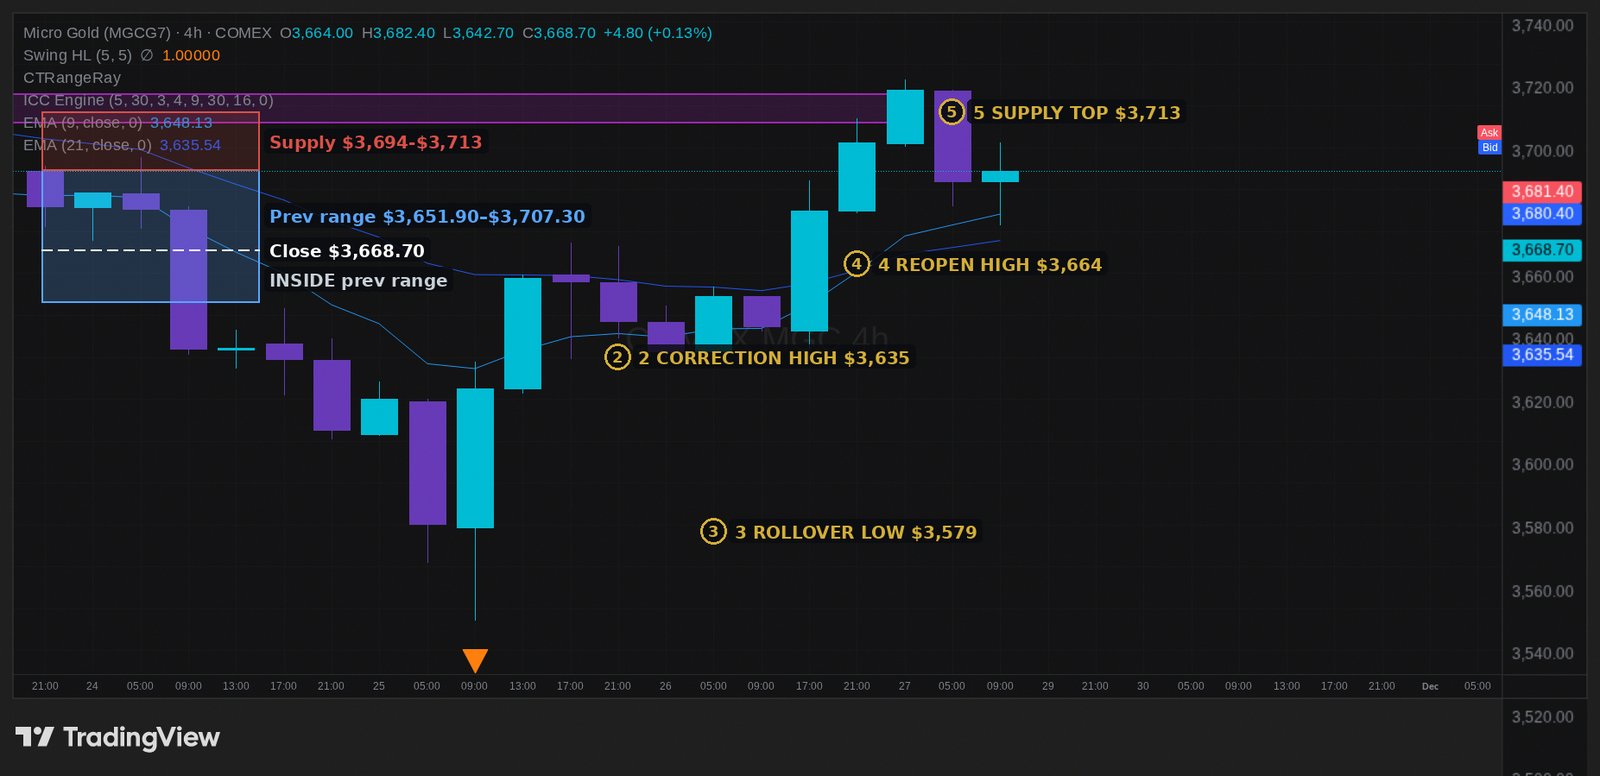 Micro Gold (MGCG7) · 4h · COMEX O3,664.00 H3,682.40 L3,642.70 C3,668.70 +4.80 (+0.13%)
Swing HL (5, 5) ∅ 1.00000
CTRangeRay
ICC Engine (5, 30, 3, 4, 9, 30, 16, 0)
EMA (9, close, 0) 3,648.13
EMA (21, close, 0) 3,635.54
Supply $3,694-$3,713
Prev range $3,651.90–$3,707.30
Close $3,668.70
INSIDE prev range
5 5 SUPPLY TOP $3,713
4 4 REOPEN HIGH $3,664
COMEX MGC 4h
2 2 CORRECTION HIGH $3,635
3 3 ROLLOVER LOW $3,579
3,740.00
3,720.00
Ask
Bid
3,700.00
3,681.40
3,680.40
3,668.70
3,660.00
3,648.13
3,640.00
3,635.54
3,620.00
3,600.00
3,580.00
3,560.00
3,540.00
3,520.00
21:00 24 05:00 09:00 13:00 17:00 21:00 25 05:00 09:00 13:00 17:00 21:00 26 05:00 09:00 17:00 21:00 27 05:00 09:00 29 21:00 30 05:00 09:00 13:00 17:00 21:00 Dec 05:00
TradingView